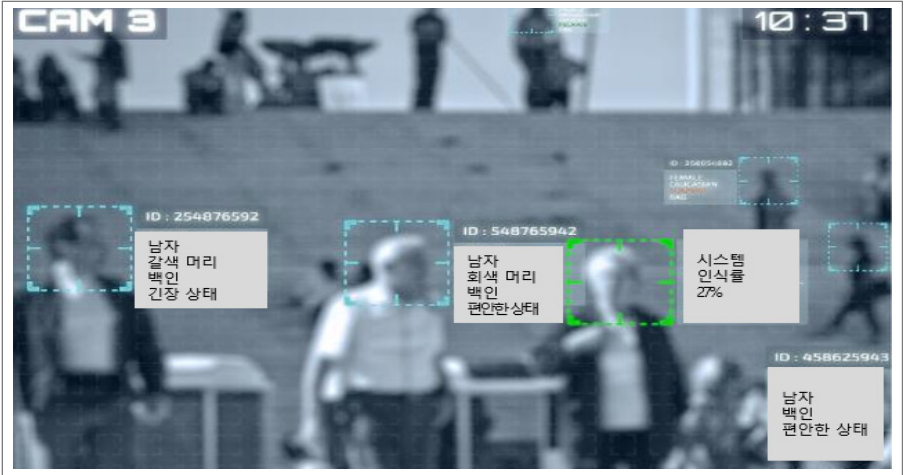 CAM 3
10:37
ID : 254876592
남자
갈색 머리
백인
긴장 상태
ID : 548765942
남자
회색 머리
백인
편안한 상태
시스템
인식률
27%
FEMALE
CAUCASIAN
ID : 458625943
남자
백인
편안한 상태